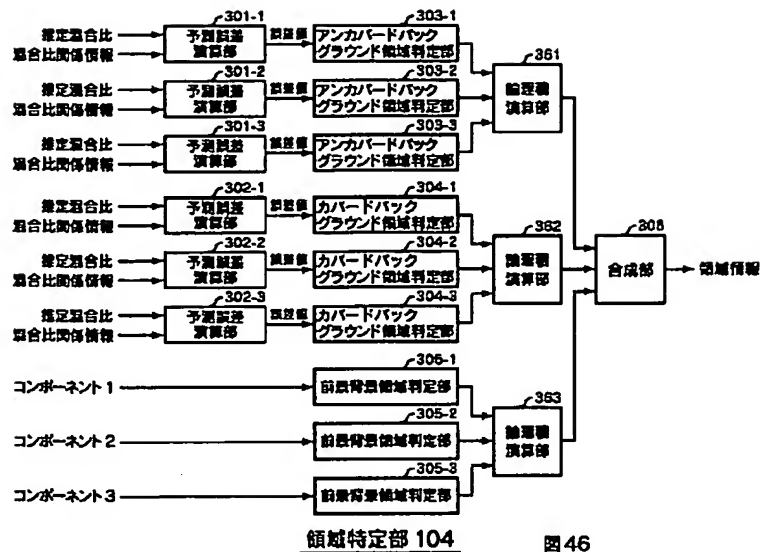 301-1
推定混合比
混合比関係情報
予測誤差
演算部
誤差値
303-1
アンカバードバック
グラウンド領域判定部
301-2
推定混合比
混合比関係情報
予測誤差
演算部
誤差値
303-2
アンカバードバック
グラウンド領域判定部
301-3
推定混合比
混合比関係情報
予測誤差
演算部
誤差値
303-3
アンカバードバック
グラウンド領域判定部
361
論理積
演算部
302-1
推定混合比
混合比関係情報
予測誤差
演算部
誤差値
304-1
カバードバック
グラウンド領域判定部
302-2
推定混合比
混合比関係情報
予測誤差
演算部
誤差値
304-2
カバードバック
グラウンド領域判定部
302-3
推定混合比
混合比関係情報
予測誤差
演算部
誤差値
304-3
カバードバック
グラウンド領域判定部
362
論理積
演算部
306
合成部
領域情報
コンポーネント1
305-1
前景背景領域判定部
コンポーネント2
305-2
前景背景領域判定部
コンポーネント3
305-3
前景背景領域判定部
363
論理積
演算部
領域特定部 104
図46